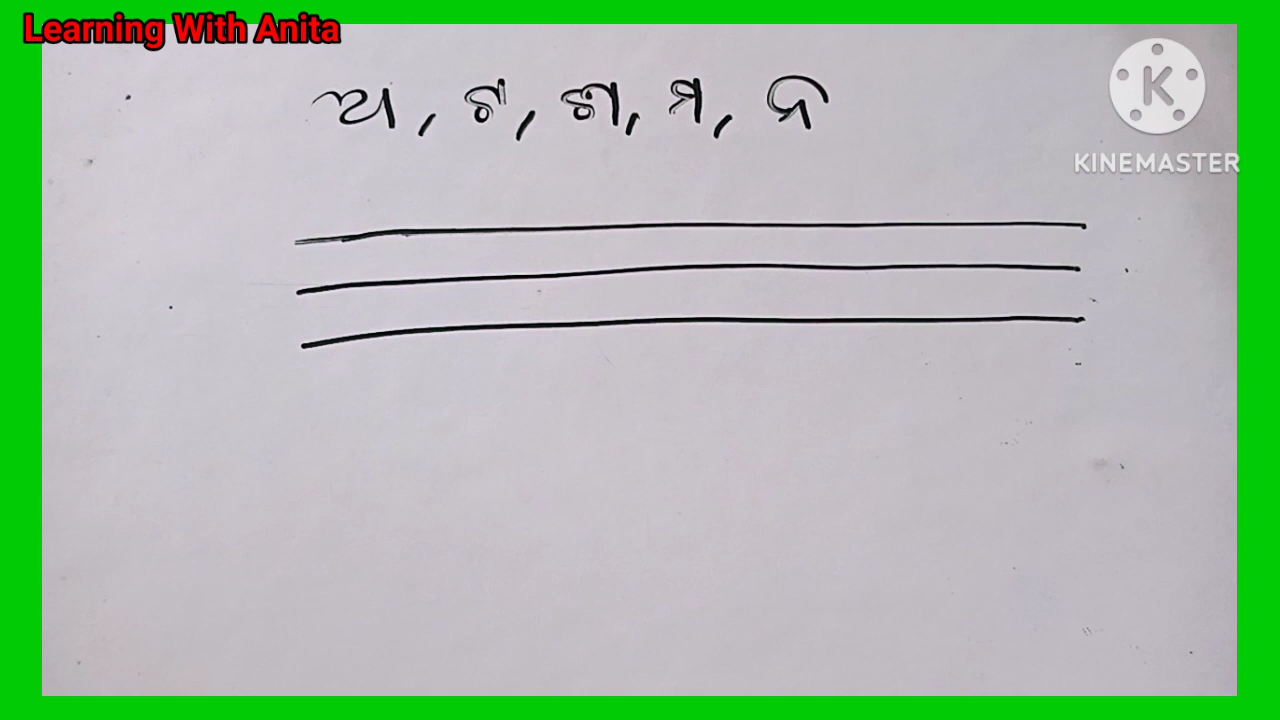 Learning With Anita
ଅ, ଟ, ଶ, ମ, ନ
KINEMASTER